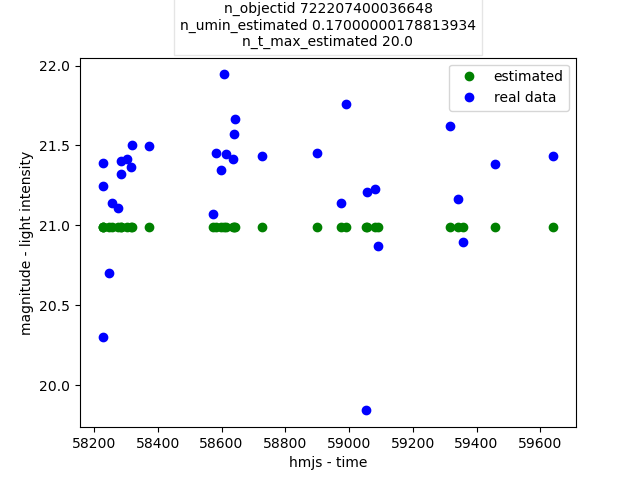 n_objectid 722207400036648
n_umin_estimated 0.17000000178813934
n_t_max_estimated 20.0
22.0
21.5
21.0
20.5
20.0
magnitude - light intensity
estimated
real data
58200 58400 58600 58800 59000 59200 59400 59600
hmjs - time